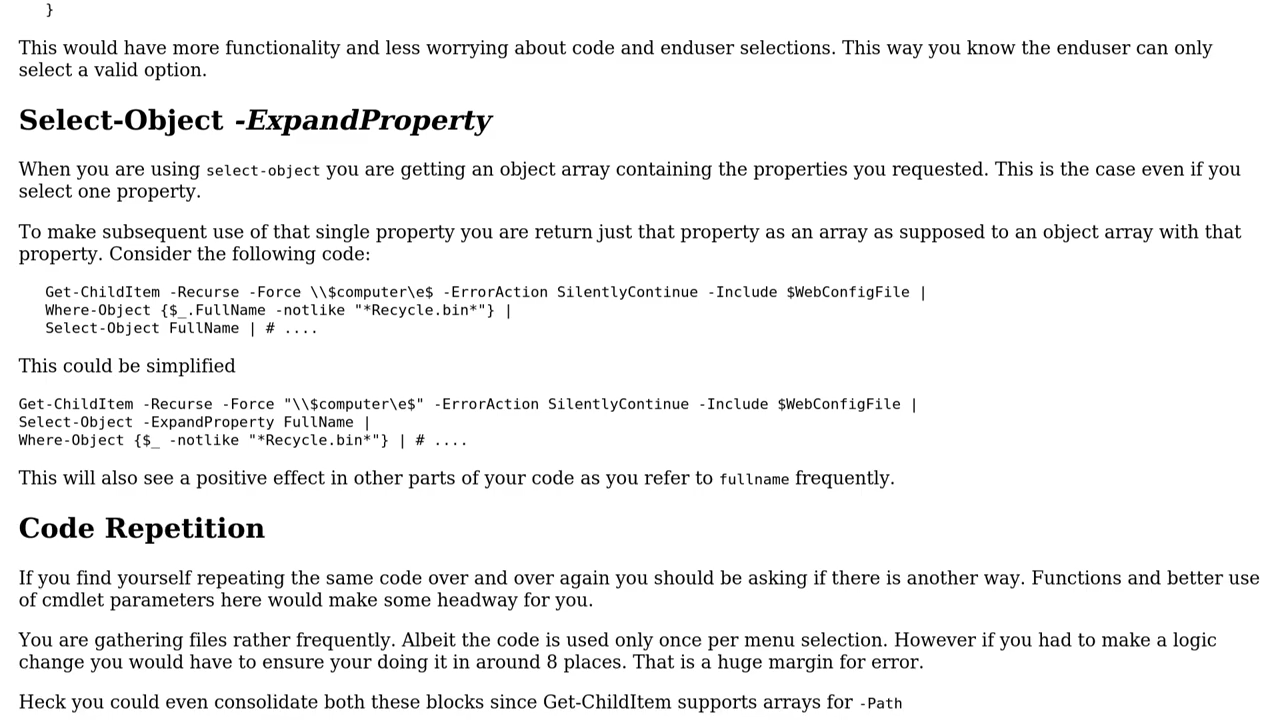 }
This would have more functionality and less worrying about code and enduser selections. This way you know the enduser can only
select a valid option.
Select-Object -ExpandProperty
When you are using select-object you are getting an object array containing the properties you requested. This is the case even if you
select one property.
To make subsequent use of that single property you are return just that property as an array as supposed to an object array with that
property. Consider the following code:
Get-ChildItem -Recurse -Force \\$computer\e$ -ErrorAction SilentlyContinue -Include $WebConfigFile |
Where-Object {$_.FullName -notlike "*Recycle.bin*"} |
Select-Object FullName | # ....
This could be simplified
Get-ChildItem -Recurse -Force "\\$computer\e$" -ErrorAction SilentlyContinue -Include $WebConfigFile |
Select-Object -ExpandProperty FullName |
Where-Object {$_ -notlike "*Recycle.bin*"} | # ....
This will also see a positive effect in other parts of your code as you refer to fullname frequently.
Code Repetition
If you find yourself repeating the same code over and over again you should be asking if there is another way. Functions and better use
of cmdlet parameters here would make some headway for you.
You are gathering files rather frequently. Albeit the code is used only once per menu selection. However if you had to make a logic
change you would have to ensure your doing it in around 8 places. That is a huge margin for error.
Heck you could even consolidate both these blocks since Get-ChildItem supports arrays for -Path